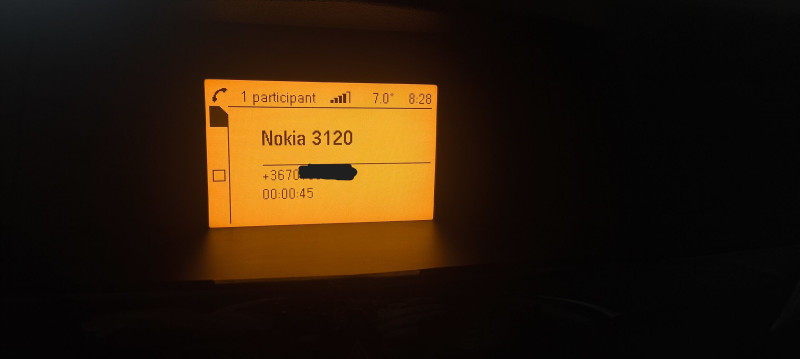 1 participant 7.0° 8:28
Nokia 3120
+3670
00:00:45